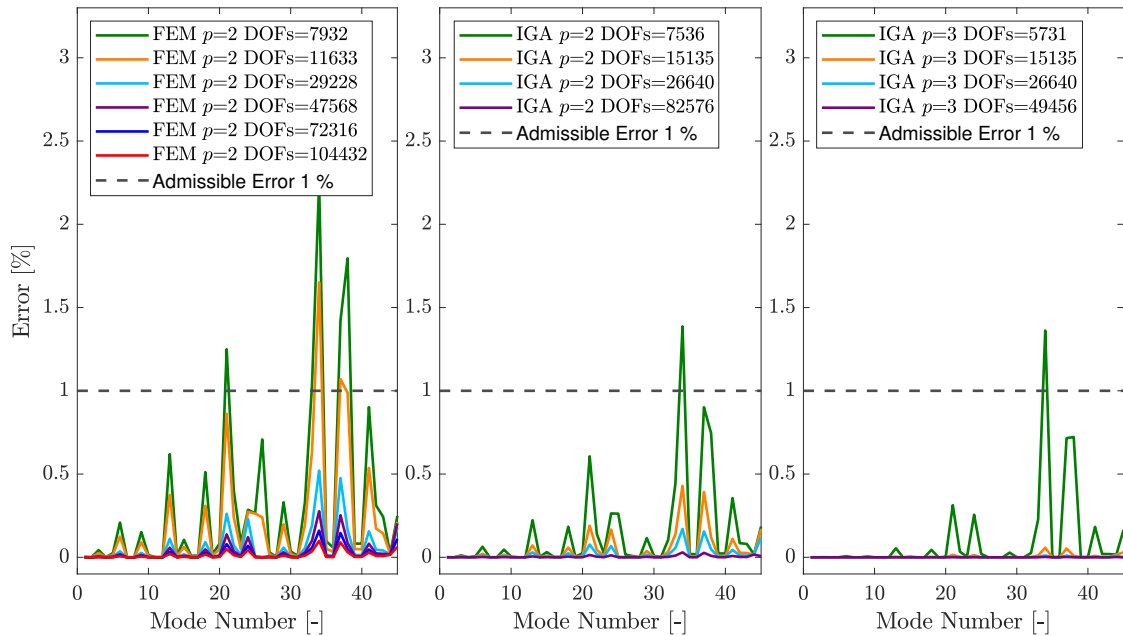 FEM p=2 DOFs=7932
FEM p=2 DOFs=11633
FEM p=2 DOFs=29228
FEM p=2 DOFs=47568
FEM p=2 DOFs=72316
FEM p=2 DOFs=104432
Admissible Error 1 %
3
2.5
2
1.5
1
0.5
0
0 10 20 30 40
Error [%]
Mode Number [-]
IGA p=2 DOFs=7536
IGA p=2 DOFs=15135
IGA p=2 DOFs=26640
IGA p=2 DOFs=82576
Admissible Error 1 %
3
2.5
2
1.5
1
0.5
0
0 10 20 30 40
Mode Number [-]
IGA p=3 DOFs=5731
IGA p=3 DOFs=15135
IGA p=3 DOFs=26640
IGA p=3 DOFs=49456
Admissible Error 1 %
3
2.5
2
1.5
1
0.5
0
0 10 20 30 40
Mode Number [-]